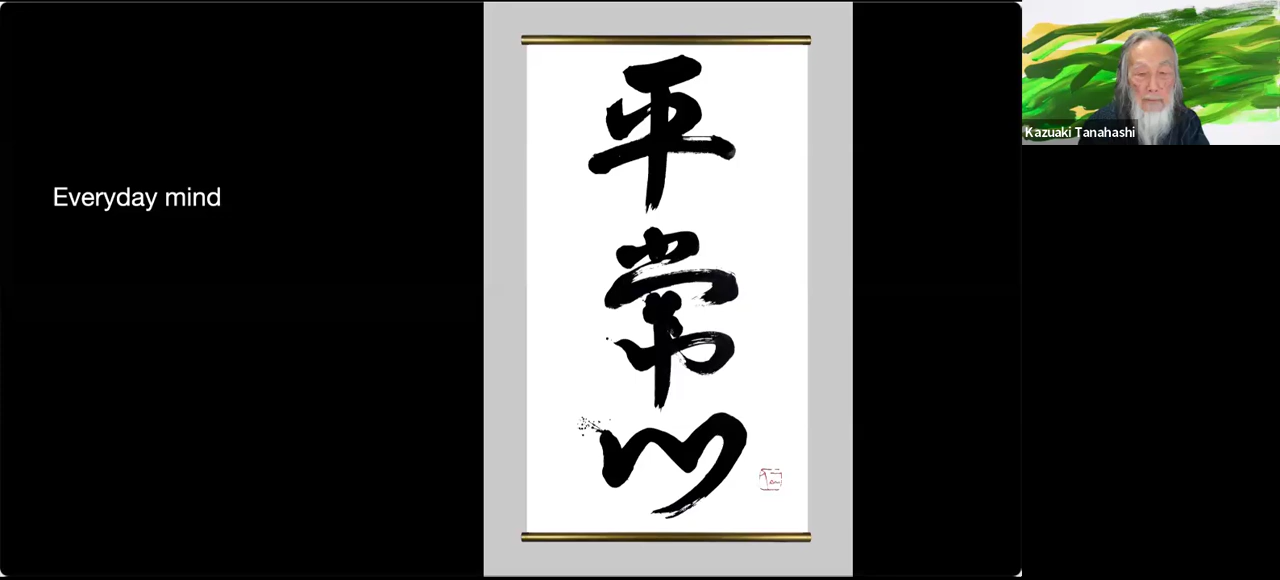 Everyday mind
平
常
心
Kazuaki Tanahashi